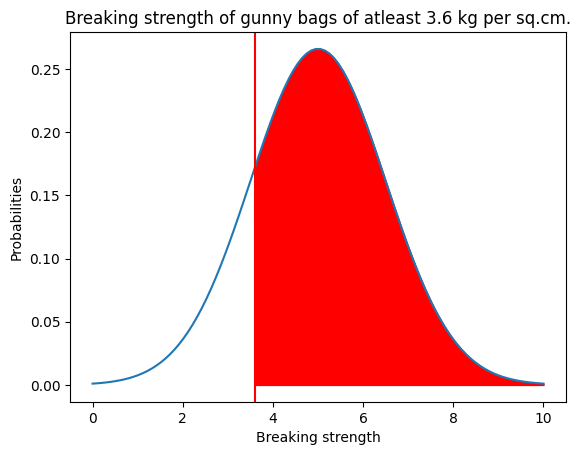 Breaking strength of gunny bags of atleast 3.6 kg per sq.cm.
0.25
0.20
0.15
0.10
0.05
0.00
Probabilities
0 2 4 6 8 10
Breaking strength